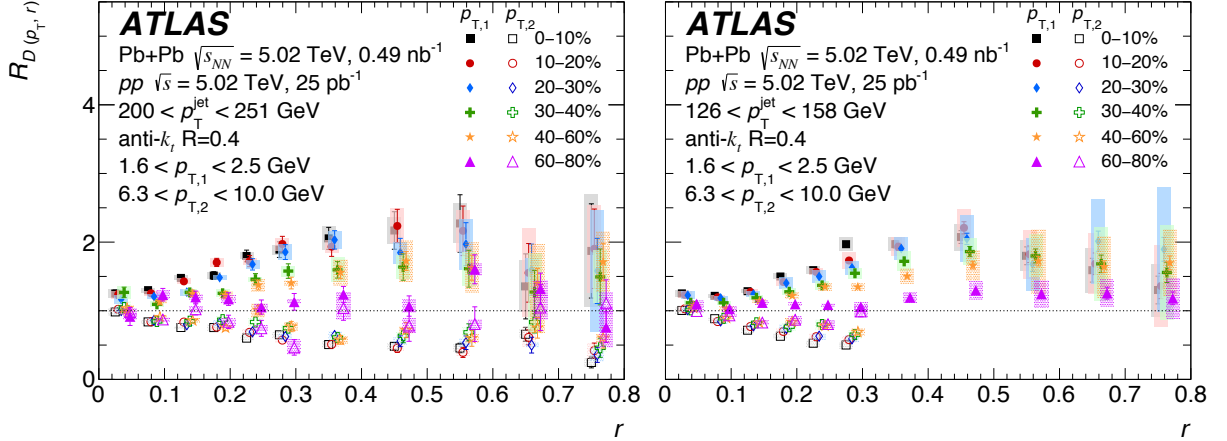 R_D (p_T, r)
ATLAS
Pb+Pb √s_NN = 5.02 TeV, 0.49 nb⁻¹
pp √s = 5.02 TeV, 25 pb⁻¹
200 < p_T^jet < 251 GeV
anti-k_t R=0.4
1.6 < p_T,1 < 2.5 GeV
6.3 < p_T,2 < 10.0 GeV
p_T,1 p_T,2
0−10%
10−20%
20−30%
30−40%
40−60%
60−80%
4
2
1
0
0 0.1 0.2 0.3 0.4 0.5 0.6 0.7 0.8
r
ATLAS
Pb+Pb √s_NN = 5.02 TeV, 0.49 nb⁻¹
pp √s = 5.02 TeV, 25 pb⁻¹
126 < p_T^jet < 158 GeV
anti-k_t R=0.4
1.6 < p_T,1 < 2.5 GeV
6.3 < p_T,2 < 10.0 GeV
p_T,1 p_T,2
0−10%
10−20%
20−30%
30−40%
40−60%
60−80%
0 0.1 0.2 0.3 0.4 0.5 0.6 0.7 0.8
r